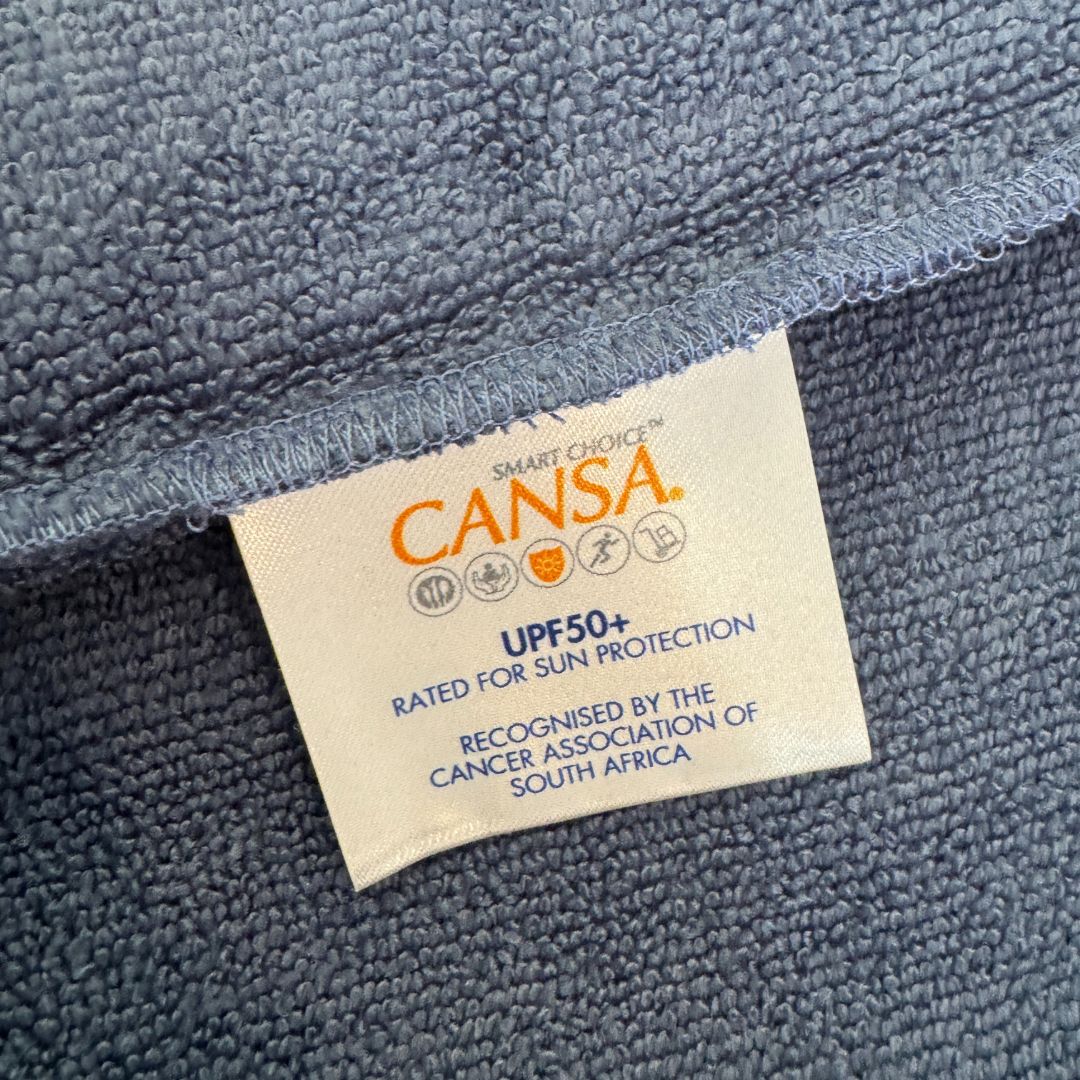 SMART CHOICE™
CANSA.
UPF50+
RATED FOR SUN PROTECTION
RECOGNISED BY THE
CANCER ASSOCIATION OF
SOUTH AFRICA